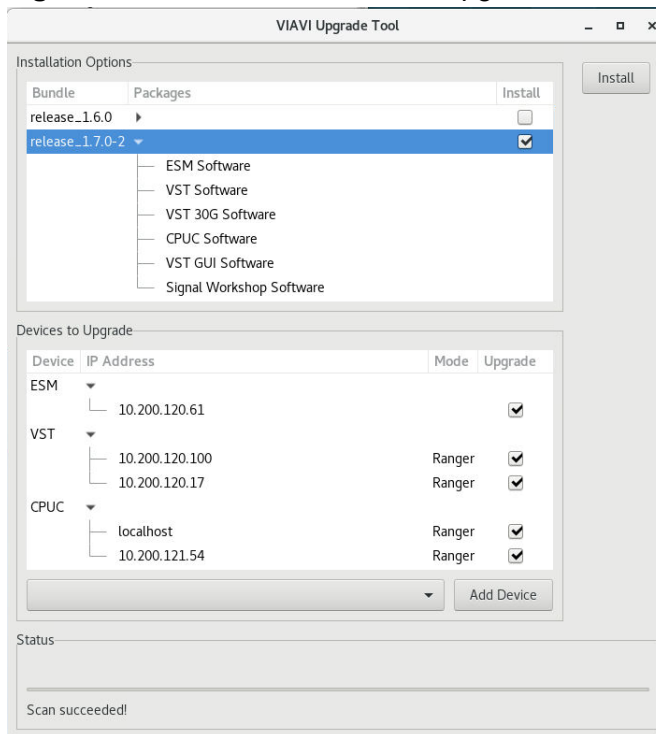 VIAVI Upgrade Tool
Installation Options
Install
Bundle Packages Install
release_1.6.0
release_1.7.0-2
ESM Software
VST Software
VST 30G Software
CPUC Software
VST GUI Software
Signal Workshop Software
Devices to Upgrade
Device IP Address Mode Upgrade
ESM
10.200.120.61
VST
10.200.120.100 Ranger
10.200.120.17 Ranger
CPUC
localhost Ranger
10.200.121.54 Ranger
Add Device
Status
Scan succeeded!